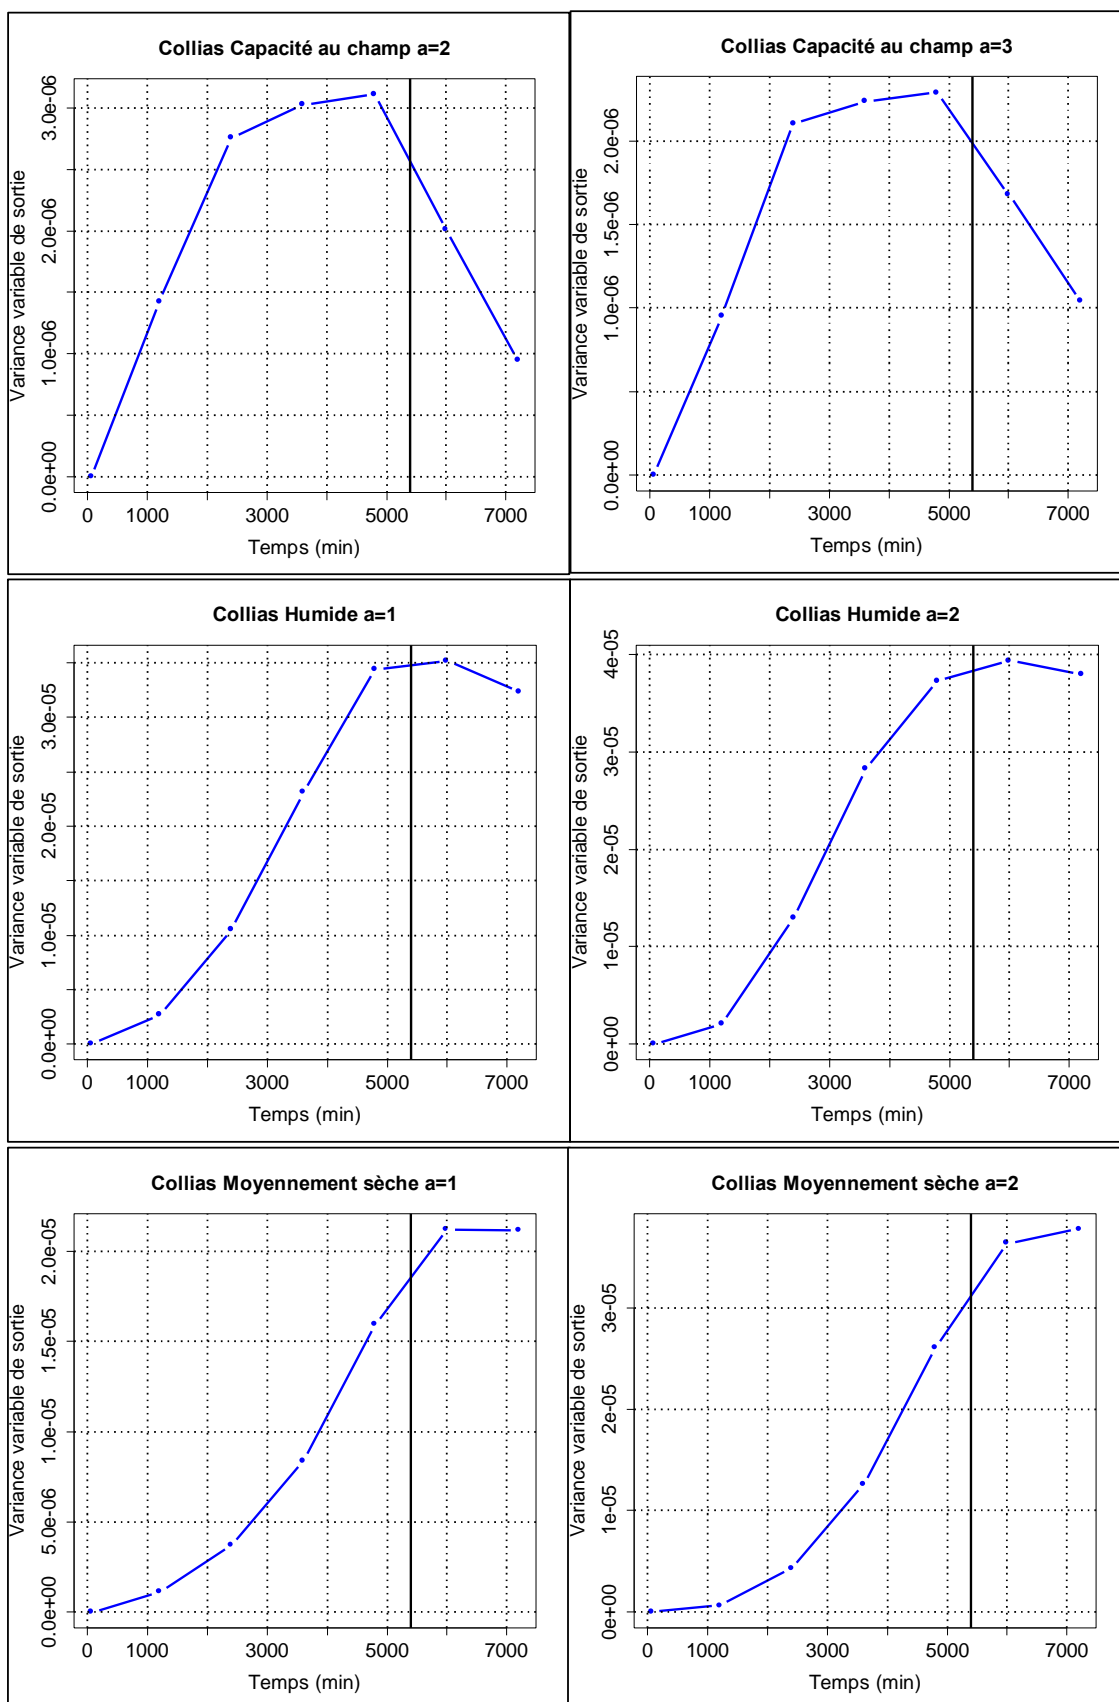 Collias Capacité au champ a=2
Variance variable de sortie
3.0e-06
2.0e-06
1.0e-06
0.0e+00
0 1000 3000 5000 7000
Temps (min)
Collias Capacité au champ a=3
Variance variable de sortie
2.0e-06
1.5e-06
1.0e-06
0.0e+00
0 1000 3000 5000 7000
Temps (min)
Collias Humide a=1
Variance variable de sortie
3.0e-05
2.0e-05
1.0e-05
0.0e+00
0 1000 3000 5000 7000
Temps (min)
Collias Humide a=2
Variance variable de sortie
4e-05
3e-05
2e-05
1e-05
0e+00
0 1000 3000 5000 7000
Temps (min)
Collias Moyennement sèche a=1
Variance variable de sortie
2.0e-05
1.5e-05
1.0e-05
5.0e-06
0.0e+00
0 1000 3000 5000 7000
Temps (min)
Collias Moyennement sèche a=2
Variance variable de sortie
3e-05
2e-05
1e-05
0e+00
0 1000 3000 5000 7000
Temps (min)